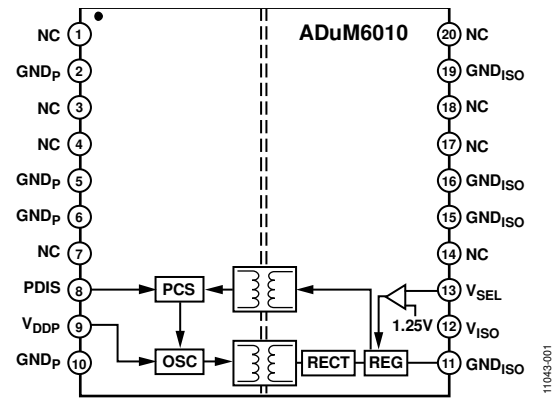 ADuM6010
NC 1
GNDP 2
NC 3
NC 4
GNDP 5
GNDP 6
NC 7
PDIS 8
VDDP 9
GNDP 10
20 NC
19 GNDISO
18 NC
17 NC
16 GNDISO
15 GNDISO
14 NC
13 VSEL
12 VISO
11 GNDISO
PCS
OSC
RECT
REG
1.25V
11043-001